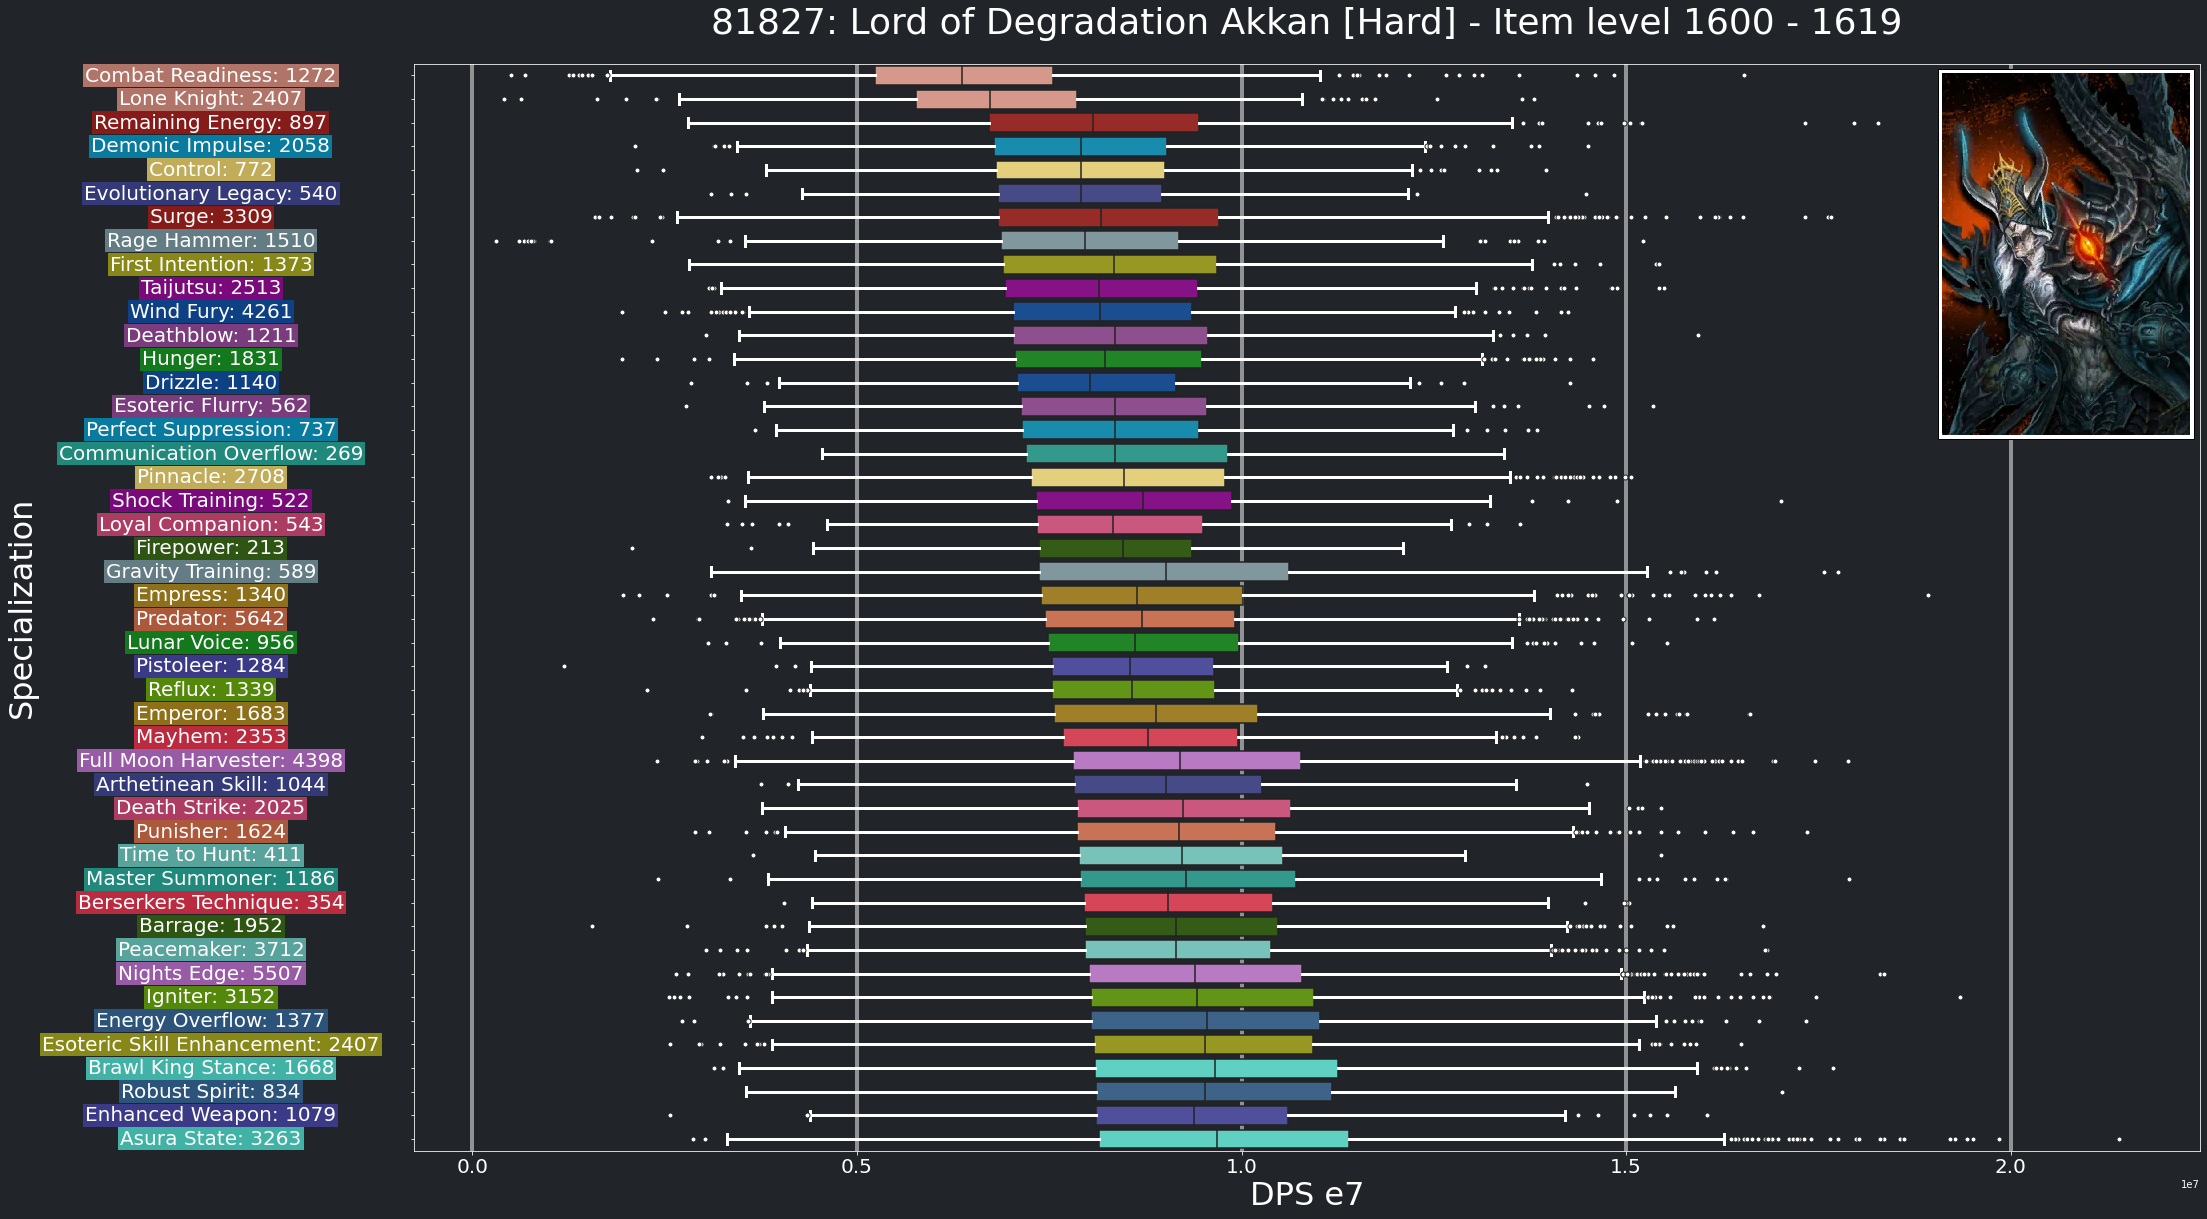 81827: Lord of Degradation Akkan [Hard] - Item level 1600 - 1619
Combat Readiness: 1272
Lone Knight: 2407
Remaining Energy: 897
Demonic Impulse: 2058
Control: 772
Evolutionary Legacy: 540
Surge: 3309
Rage Hammer: 1510
First Intention: 1373
Taijutsu: 2513
Wind Fury: 4261
Deathblow: 1211
Hunger: 1831
Drizzle: 1140
Esoteric Flurry: 562
Perfect Suppression: 737
Communication Overflow: 269
Pinnacle: 2708
Shock Training: 522
Loyal Companion: 543
Firepower: 213
Gravity Training: 589
Empress: 1340
Predator: 5642
Lunar Voice: 956
Pistoleer: 1284
Reflux: 1339
Emperor: 1683
Mayhem: 2353
Full Moon Harvester: 4398
Arthetinean Skill: 1044
Death Strike: 2025
Punisher: 1624
Time to Hunt: 411
Master Summoner: 1186
Berserkers Technique: 354
Barrage: 1952
Peacemaker: 3712
Nights Edge: 5507
Igniter: 3152
Energy Overflow: 1377
Esoteric Skill Enhancement: 2407
Brawl King Stance: 1668
Robust Spirit: 834
Enhanced Weapon: 1079
Asura State: 3263
Specialization
0.0 0.5 1.0 1.5 2.0
DPS e7
1e7